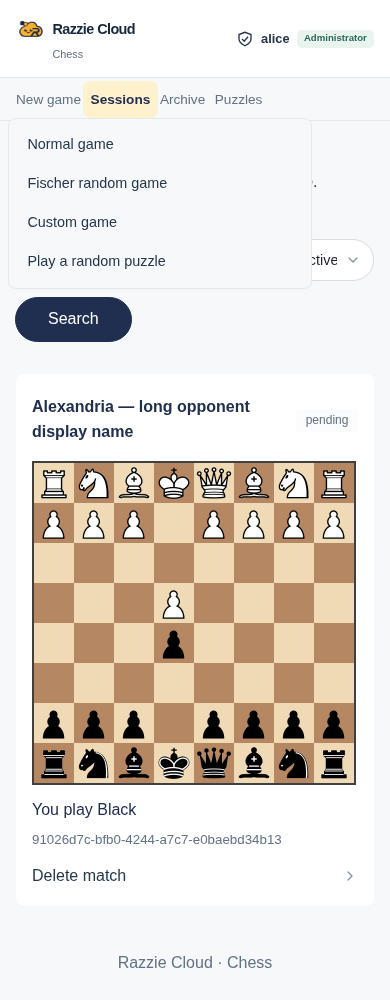 Razzie Cloud
Chess
alice
Administrator
New game
Sessions
Archive
Puzzles
Normal game
Fischer random game
Custom game
Play a random puzzle
Search
Alexandria — long opponent
display name
pending
You play Black
91026d7c-bfb0-4244-a7c7-e0baebd34b13
Delete match
Razzie Cloud · Chess